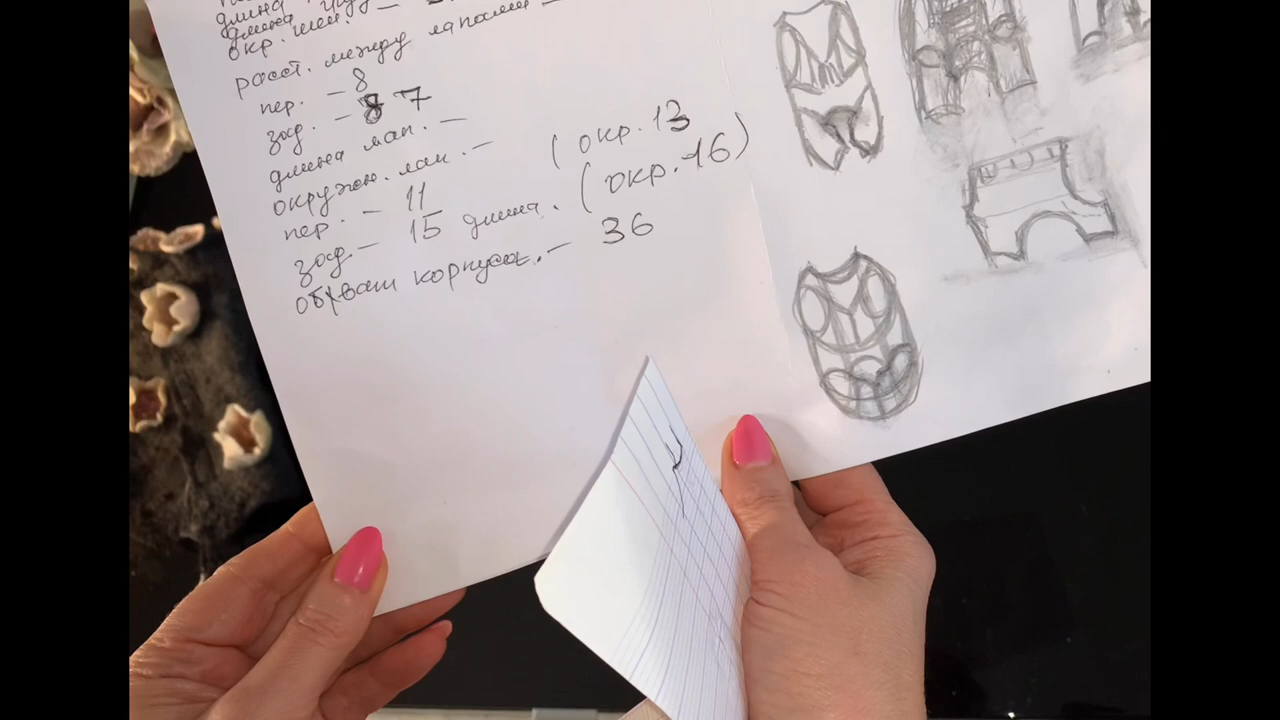 длина
окр. шеи. –
расст. между лапами –
пер. – 8
зад. – 8 7
длина лап. –
окружн. лап. –
пер. – 11 (окр. 13
зад. – 15 длина. (окр. 16)
обхват корпуса. – 36